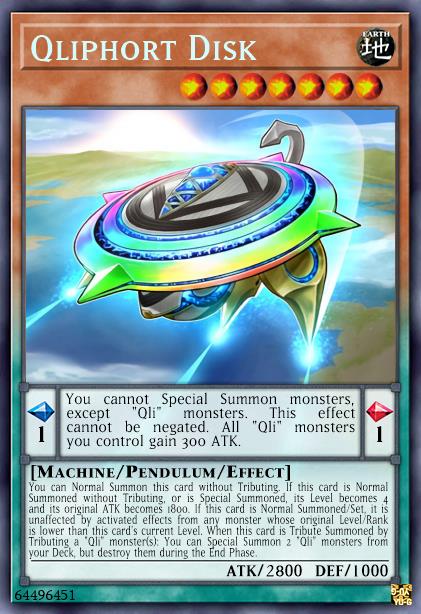 Qliphort Disk
EARTH
地
You cannot Special Summon monsters,
except "Qli" monsters. This effect
cannot be negated. All "Qli" monsters
you control gain 300 ATK.
1
1
[Machine/Pendulum/Effect]
You can Normal Summon this card without Tributing. If this card is Normal
Summoned without Tributing, or is Special Summoned, its Level becomes 4
and its original ATK becomes 1800. If this card is Normal Summoned/Set, it is
unaffected by activated effects from any monster whose original Level/Rank
is lower than this card's current Level. When this card is Tribute Summoned by
Tributing a "Qli" monster(s): You can Special Summon 2 "Qli" monsters from
your Deck, but destroy them during the End Phase.
ATK/2800 DEF/1000
64496451